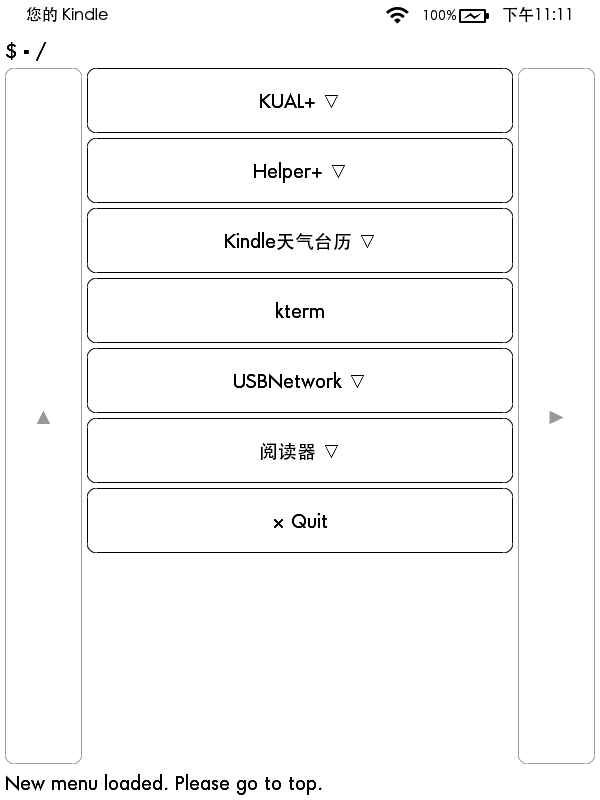 您的 Kindle 100% 下午11:11
$ ▪ /
KUAL+ ▽
Helper+ ▽
Kindle天气台历 ▽
kterm
USBNetwork ▽
阅读器 ▽
× Quit
New menu loaded. Please go to top.